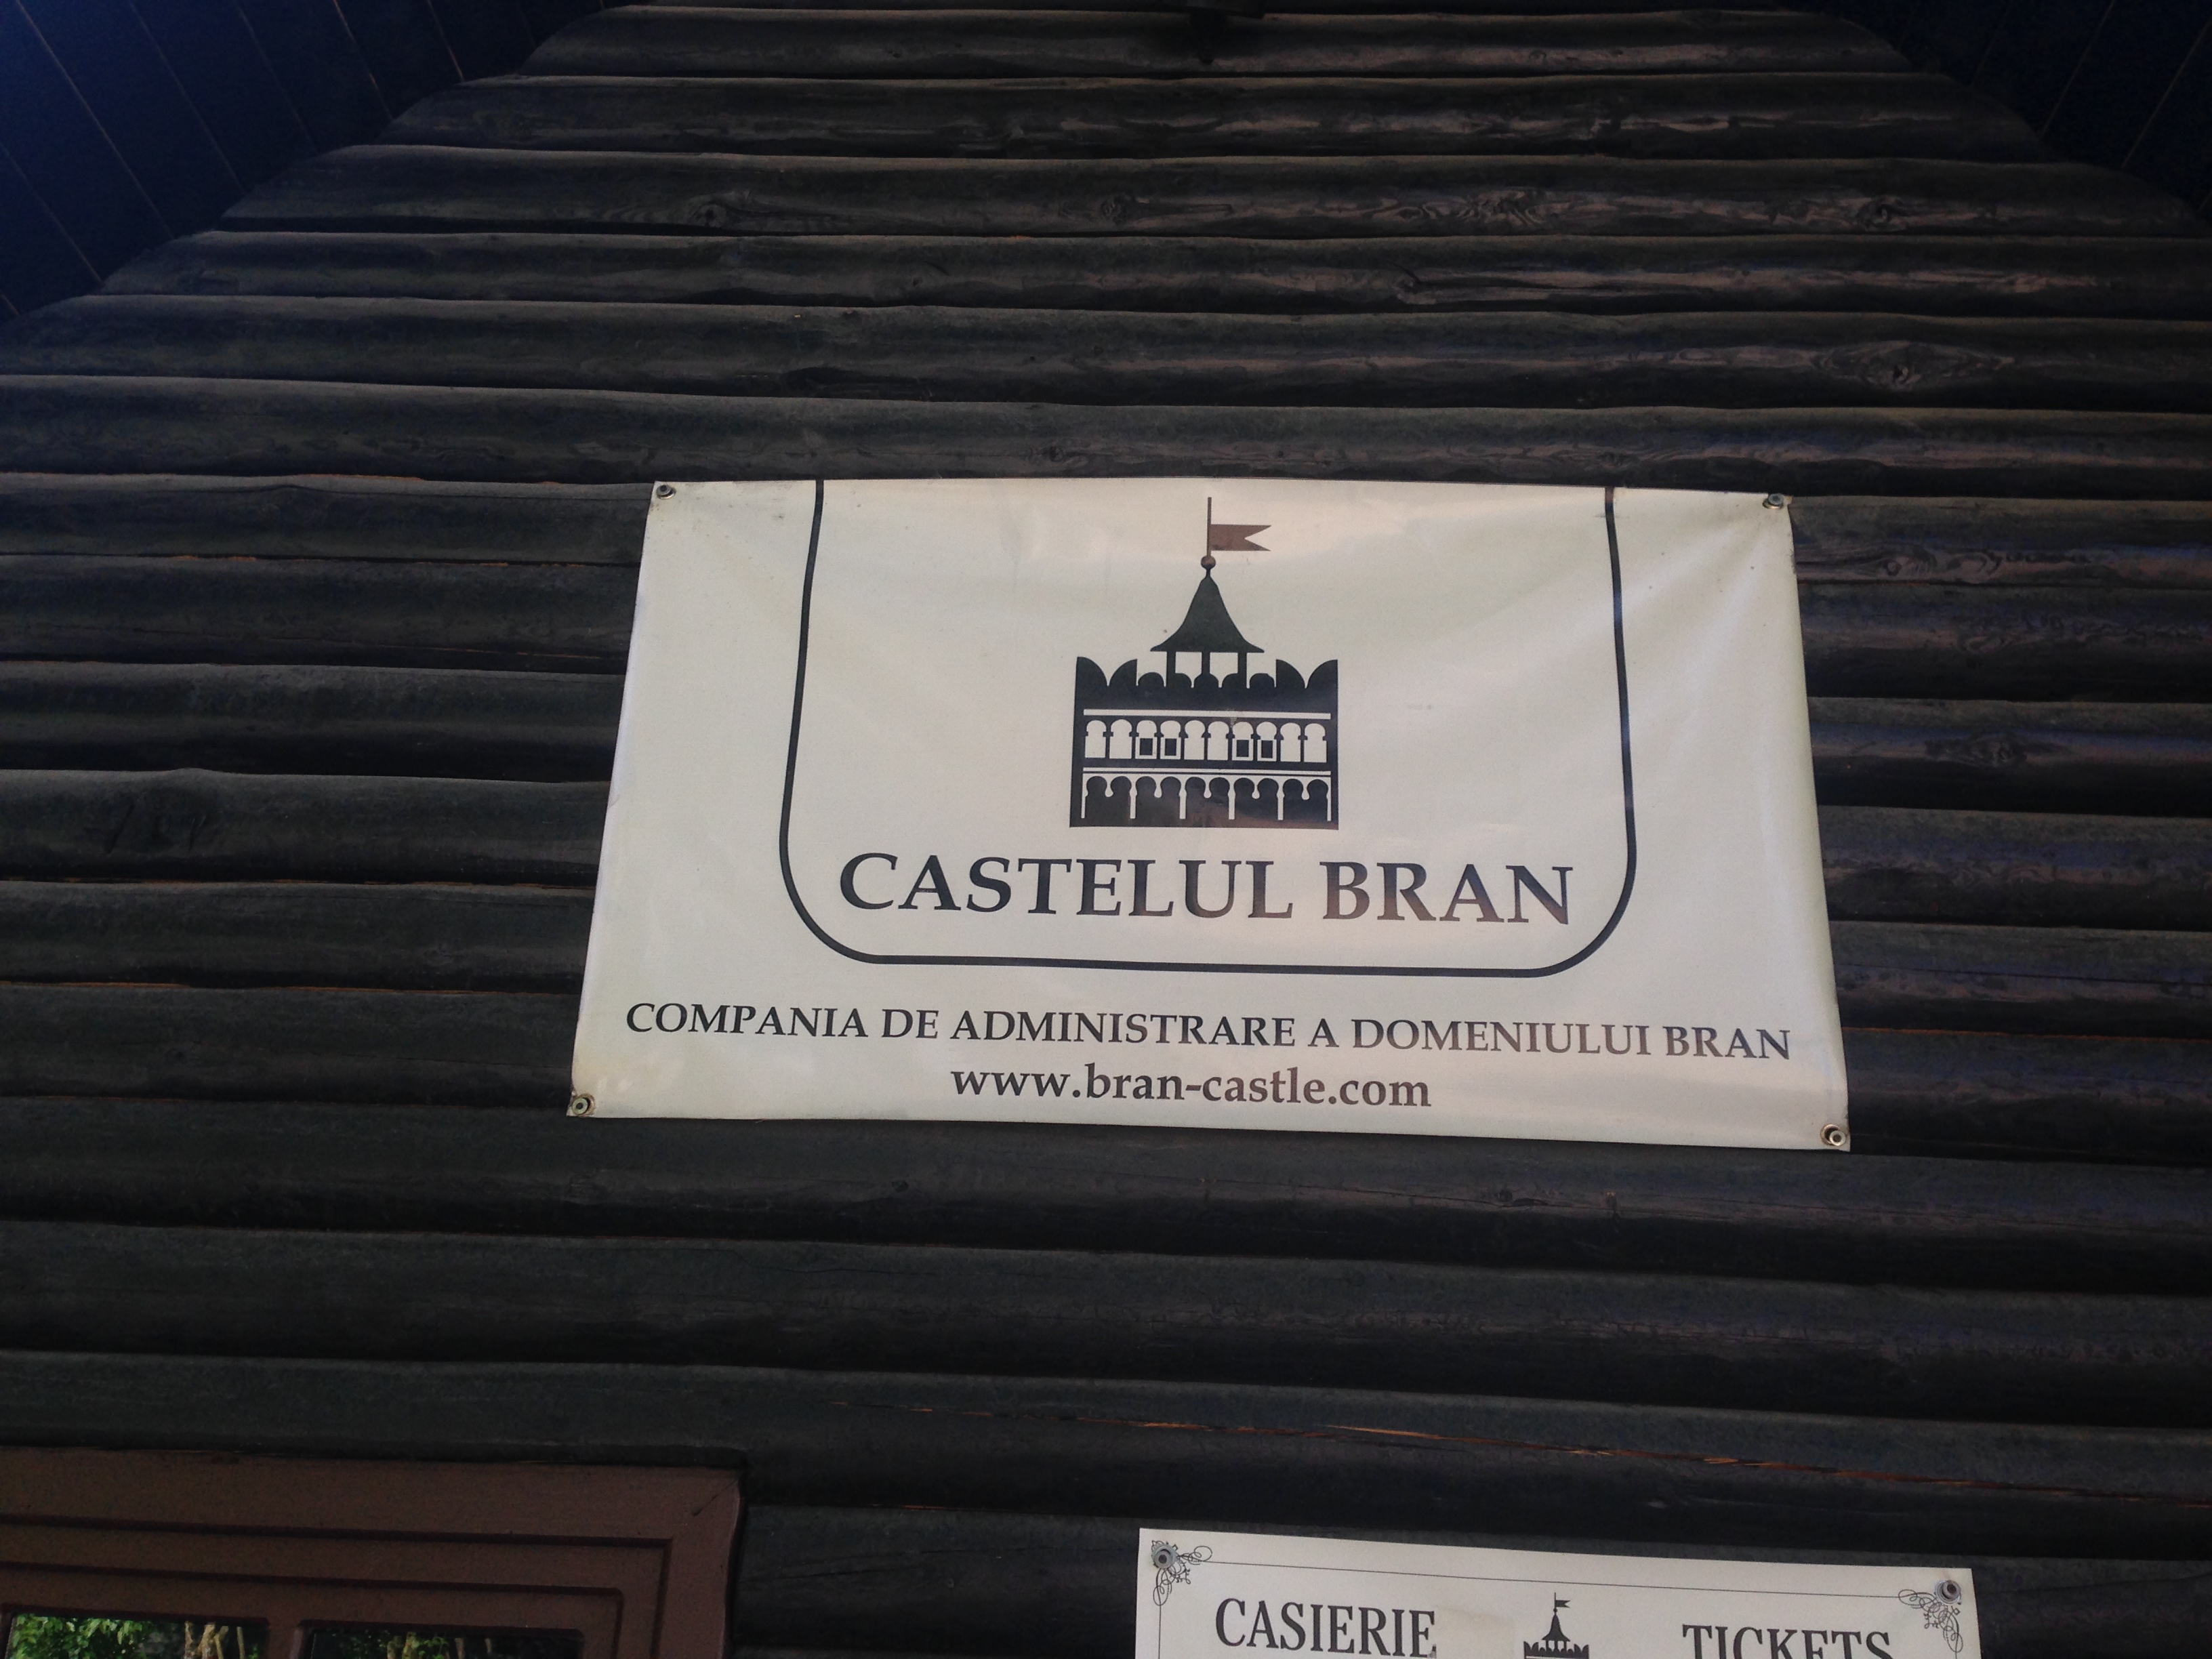 CASTELUL BRAN
COMPANIA DE ADMINISTRARE A DOMENIULUI BRAN
www.bran-castle.com
CASIERIE TICKETS